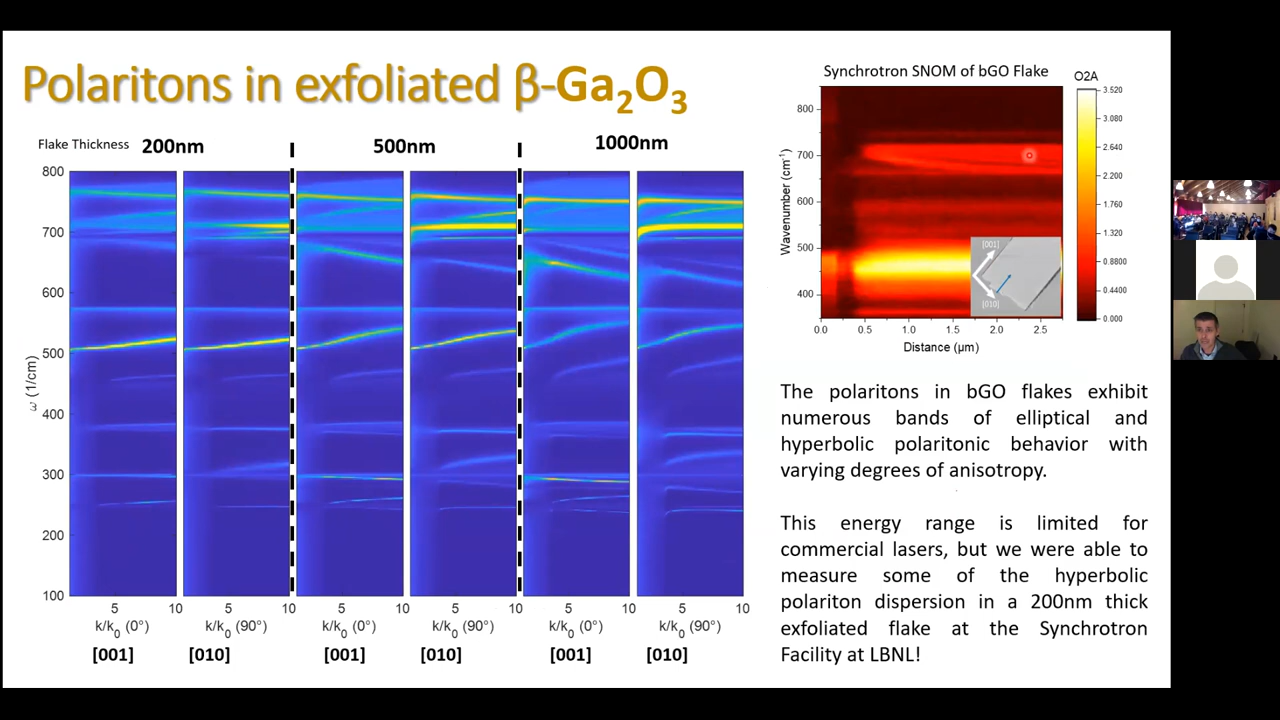 Polaritons in exfoliated β-Ga₂O₃
Flake Thickness 200nm 500nm 1000nm
800
700
600
500
400
300
200
100
ω (1/cm)
5 10 5 10 5 10 5 10 5 10 5 10
k/k₀ (0°) k/k₀ (90°) k/k₀ (0°) k/k₀ (90°) k/k₀ (0°) k/k₀ (90°)
[001] [010] [001] [010] [001] [010]
Synchrotron SNOM of bGO Flake
O2A
800
700
600
500
400
Wavenumber (cm⁻¹)
0.0 0.5 1.0 1.5 2.0 2.5
Distance (µm)
[001]
[010]
3.520
3.080
2.640
2.200
1.760
1.320
0.8800
0.4400
0.000
The polaritons in bGO flakes exhibit
numerous bands of elliptical and
hyperbolic polaritonic behavior with
varying degrees of anisotropy.
This energy range is limited for
commercial lasers, but we were able to
measure some of the hyperbolic
polariton dispersion in a 200nm thick
exfoliated flake at the Synchrotron
Facility at LBNL!